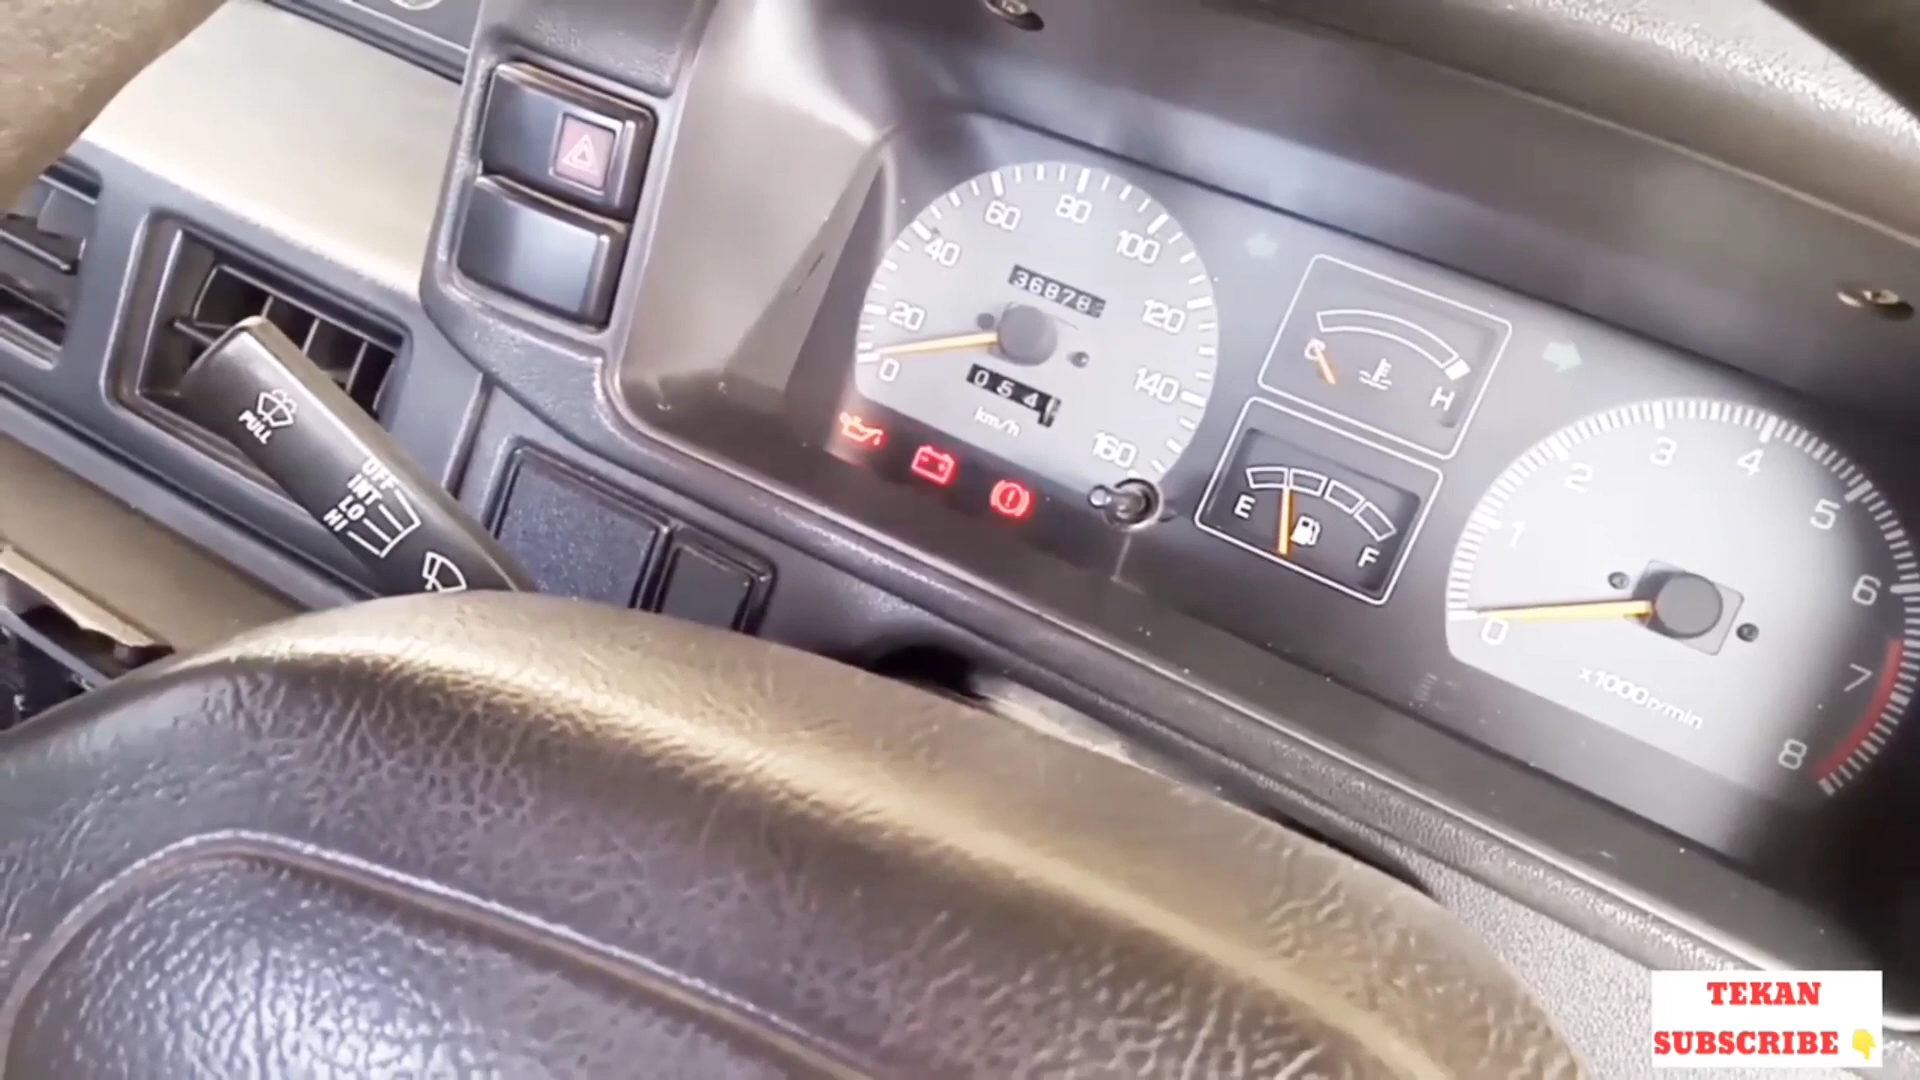 PULL
OFF
INT
LO
HI
0
20
40
60
80
100
120
140
160
36878
054
km/h
H
E
F
0
1
2
3
4
5
6
7
8
x1000r/min
TEKAN
SUBSCRIBE 👇